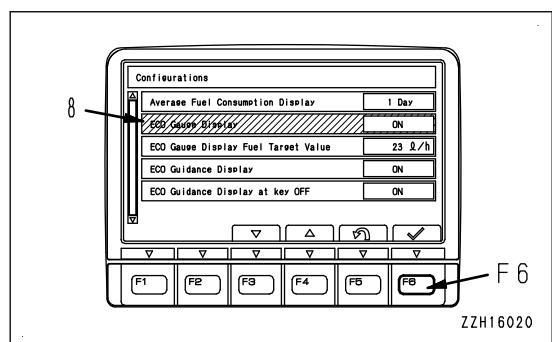 Configurations
Average Fuel Consumption Display 1 Day
8
ECO Gauge Display ON
ECO Gauge Display Fuel Target Value 23 ℓ/h
ECO Guidance Display ON
ECO Guidance Display at key OFF ON
F1 F2 F3 F4 F5 F6
F6
ZZH16020